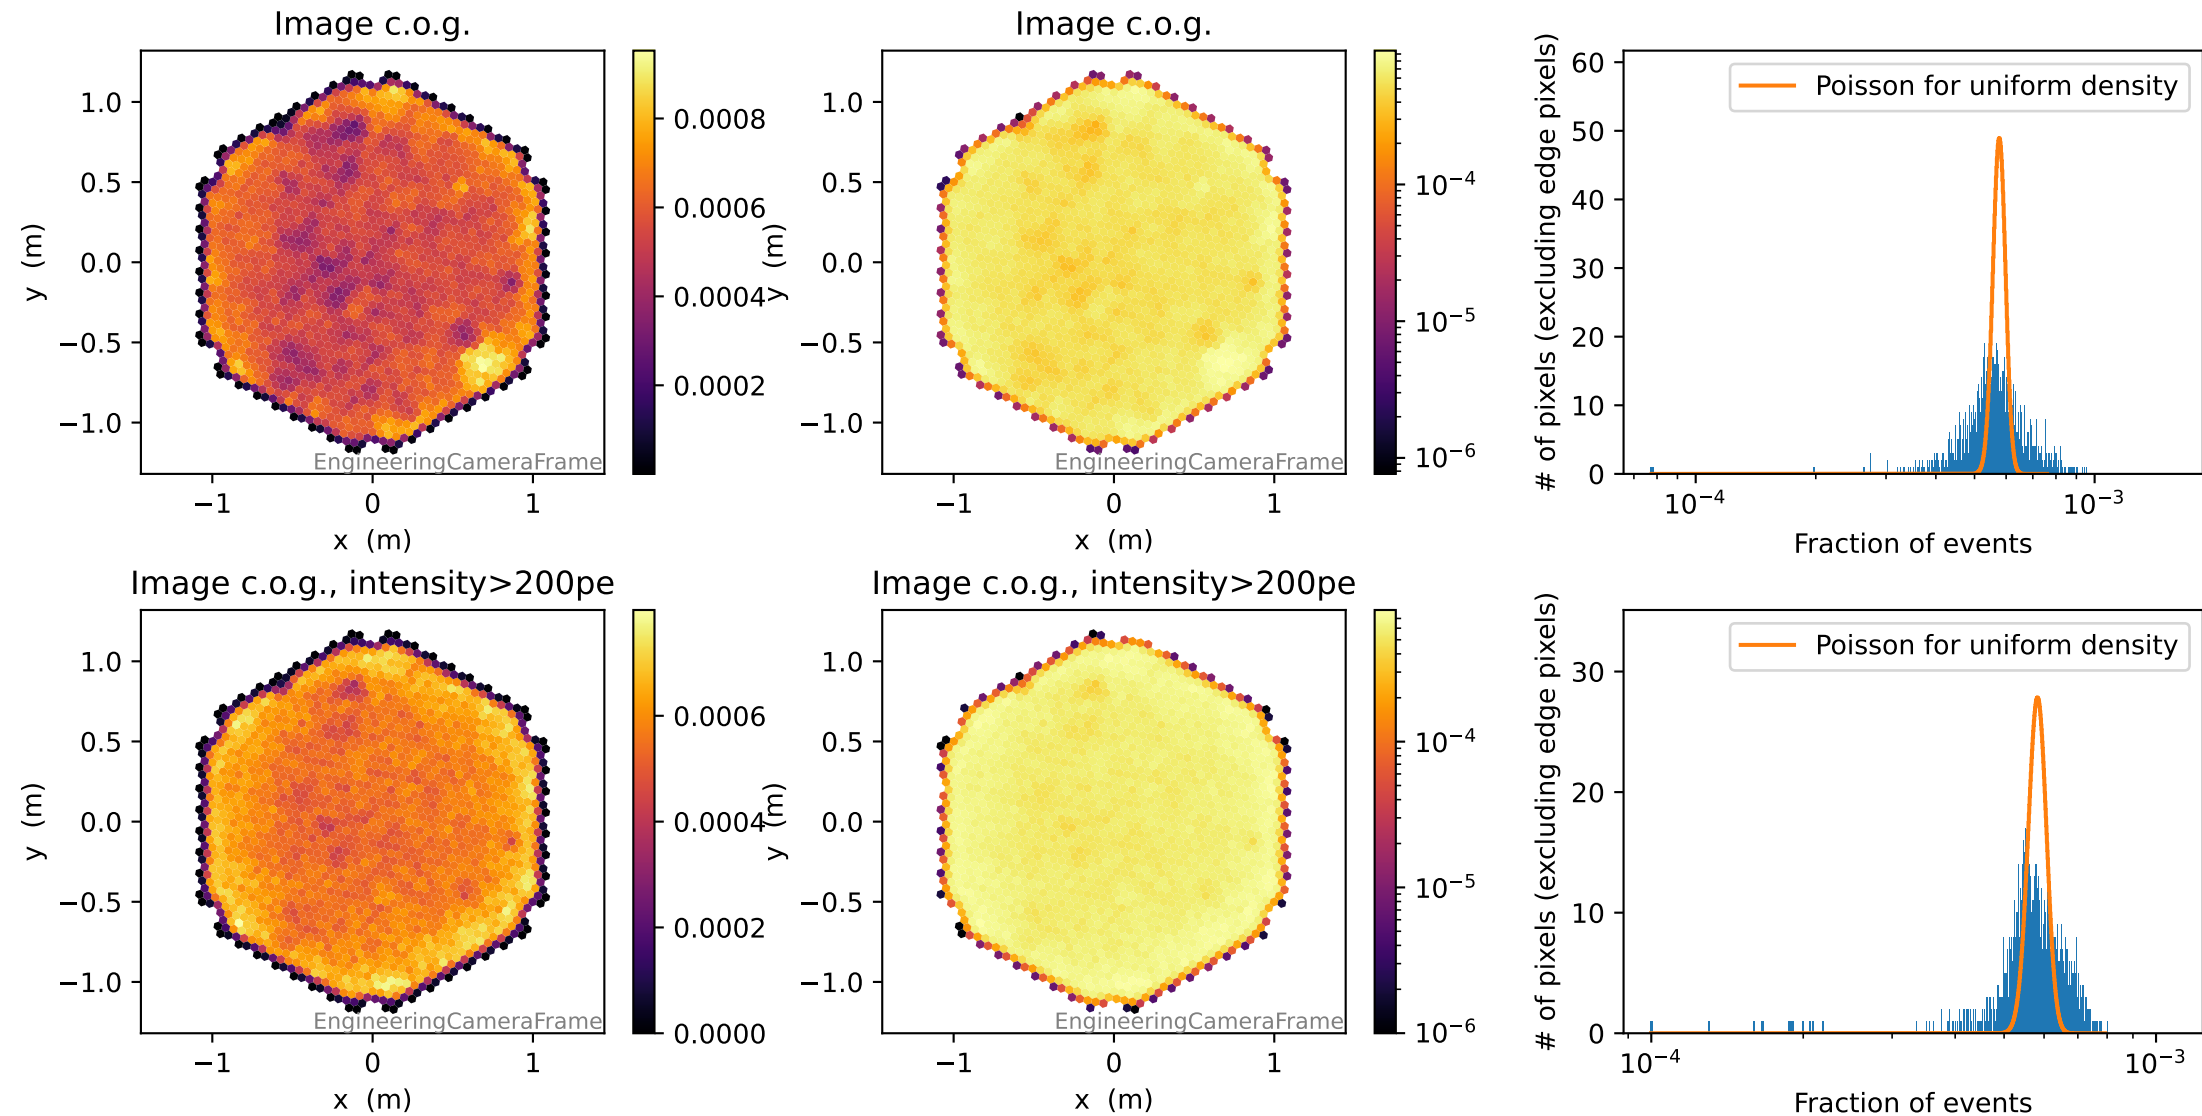 Image c.o.g.
1.0
0.5
0.0
−0.5
−1.0
y (m)
−1
0
1
x (m)
EngineeringCameraFrame
0.0008
0.0006
0.0004
0.0002
Image c.o.g.
1.0
0.5
0.0
−0.5
−1.0
y (m)
−1
0
1
x (m)
EngineeringCameraFrame
10⁻⁴
10⁻⁵
10⁻⁶
# of pixels (excluding edge pixels)
60
50
40
30
20
10
0
Poisson for uniform density
10⁻⁴
10⁻³
Fraction of events
Image c.o.g., intensity>200pe
1.0
0.5
0.0
−0.5
−1.0
y (m)
−1
0
1
x (m)
EngineeringCameraFrame
0.0006
0.0004
0.0002
0.0000
Image c.o.g., intensity>200pe
1.0
0.5
0.0
−0.5
−1.0
y (m)
−1
0
1
x (m)
EngineeringCameraFrame
10⁻⁴
10⁻⁵
10⁻⁶
# of pixels (excluding edge pixels)
30
20
10
0
Poisson for uniform density
10⁻⁴
10⁻³
Fraction of events